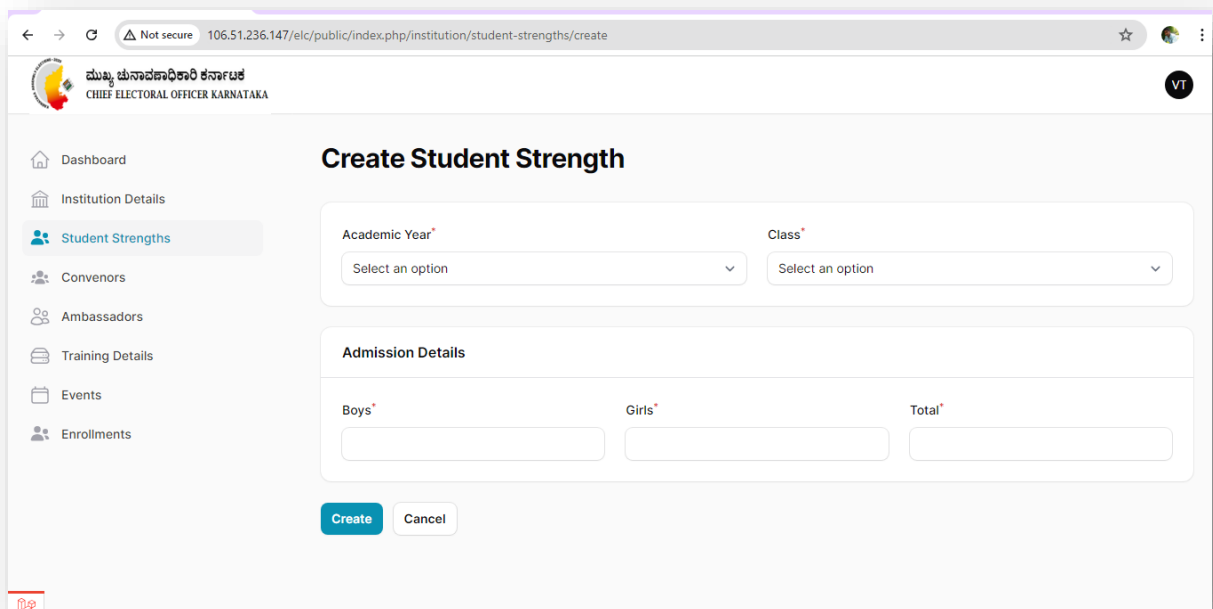 Not secure 106.51.236.147/elc/public/index.php/institution/student-strengths/create
ಮುಖ್ಯ ಚುನಾವಣಾಧಿಕಾರಿ ಕರ್ನಾಟಕ
CHIEF ELECTORAL OFFICER KARNATAKA
VT
Dashboard
Institution Details
Student Strengths
Convenors
Ambassadors
Training Details
Events
Enrollments
Create Student Strength
Academic Year* Class*
Select an option Select an option
Admission Details
Boys* Girls* Total*
Create Cancel